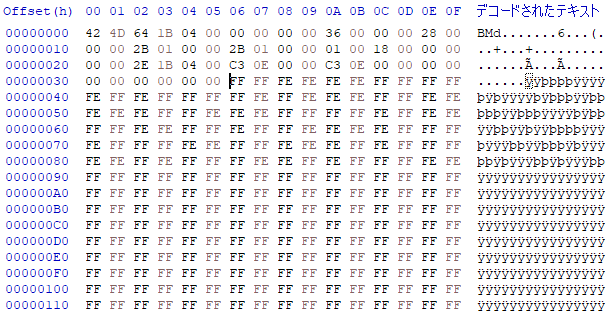 Offset(h) 00 01 02 03 04 05 06 07 08 09 0A 0B 0C 0D 0E 0F デコードされたテキスト
00000000 42 4D 64 1B 04 00 00 00 00 00 36 00 00 00 28 00 BMd.......6...(.
00000010 00 00 2B 01 00 00 2B 01 00 00 01 00 18 00 00 00 ..+...+.........
00000020 00 00 2E 1B 04 00 C3 0E 00 00 C3 0E 00 00 00 00 ......Ã...Ã.....
00000030 00 00 00 00 00 00 FF FF FE FE FE FE FF FF FF FF ......ÿÿþþþþÿÿÿÿ
00000040 FE FF FE FF FF FF FF FE FE FF FE FF FF FE FF FE þÿþÿÿÿÿþþÿþÿÿþÿþ
00000050 FE FE FF FE FE FE FF FE FF FE FE FE FF FF FE FE þþÿþþþÿþÿþþþÿÿþþ
00000060 FF FF FE FE FF FF FE FF FF FE FE FE FF FF FF FF ÿÿþþÿÿþÿÿþþþÿÿÿÿ
00000070 FF FE FF FF FF FE FE FF FF FE FF FE FE FF FE FE ÿþÿÿÿþþÿÿþÿþþÿþþ
00000080 FE FE FF FE FF FF FE FE FF FE FF FF FE FF FF FE þþÿþÿÿþþÿþÿÿþÿÿþ
00000090 FF FF FF FF FF FF FF FF FF FF FF FF FF FF FF FF ÿÿÿÿÿÿÿÿÿÿÿÿÿÿÿÿ
000000A0 FF FF FF FF FF FF FF FF FF FF FF FF FF FF FF FF ÿÿÿÿÿÿÿÿÿÿÿÿÿÿÿÿ
000000B0 FF FF FF FF FF FF FF FF FF FF FF FF FF FF FF FF ÿÿÿÿÿÿÿÿÿÿÿÿÿÿÿÿ
000000C0 FF FF FF FF FF FF FF FF FF FF FF FF FF FF FF FF ÿÿÿÿÿÿÿÿÿÿÿÿÿÿÿÿ
000000D0 FF FF FF FF FF FF FF FF FF FF FF FF FF FF FF FF ÿÿÿÿÿÿÿÿÿÿÿÿÿÿÿÿ
000000E0 FF FF FF FF FF FF FF FF FF FF FF FF FF FF FF FF ÿÿÿÿÿÿÿÿÿÿÿÿÿÿÿÿ
000000F0 FF FF FF FF FF FF FF FF FF FF FF FF FF FF FF FF ÿÿÿÿÿÿÿÿÿÿÿÿÿÿÿÿ
00000100 FF FF FF FF FF FF FF FF FF FF FF FF FF FF FF FF ÿÿÿÿÿÿÿÿÿÿÿÿÿÿÿÿ
00000110 FF FF FF FF FF FF FF FF FF FF FF FF FF FF FF FF ÿÿÿÿÿÿÿÿÿÿÿÿÿÿÿÿ